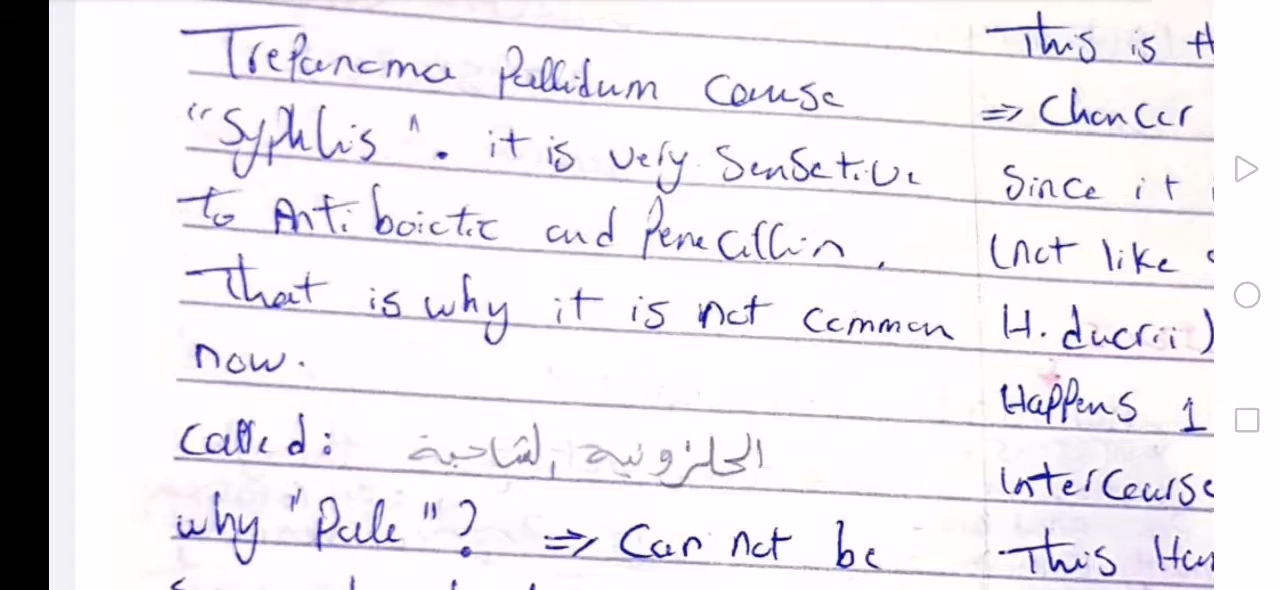 Trepanema Pallidum Cause
"Syphlis". it is very Sensetive
to Antiboictic and Penecillin.
That is why it is not common
now.
Called: الحلزونية الشاحبة
why "Pale"? => Can not be
This is
=> Chancer
Since it
(not like
H. ducrii)
Happens 1
Intercourse
This